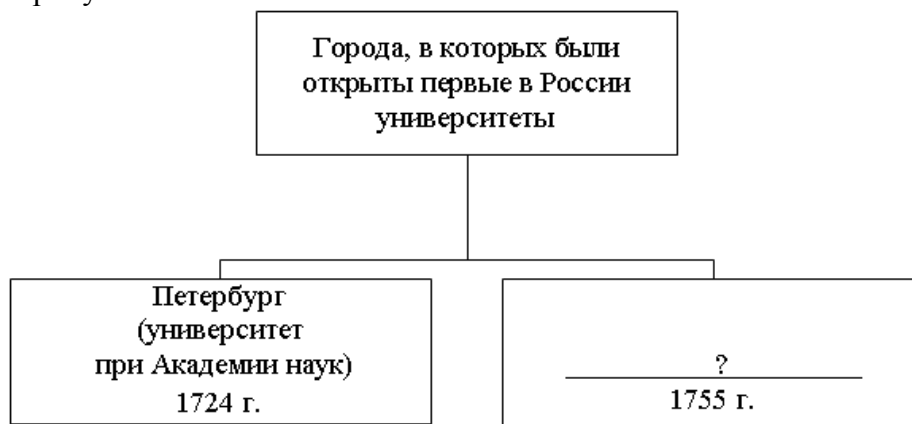 Города, в которых были
открыты первые в России
университеты
Петербург
(университет
при Академии наук)
1724 г.
?
1755 г.